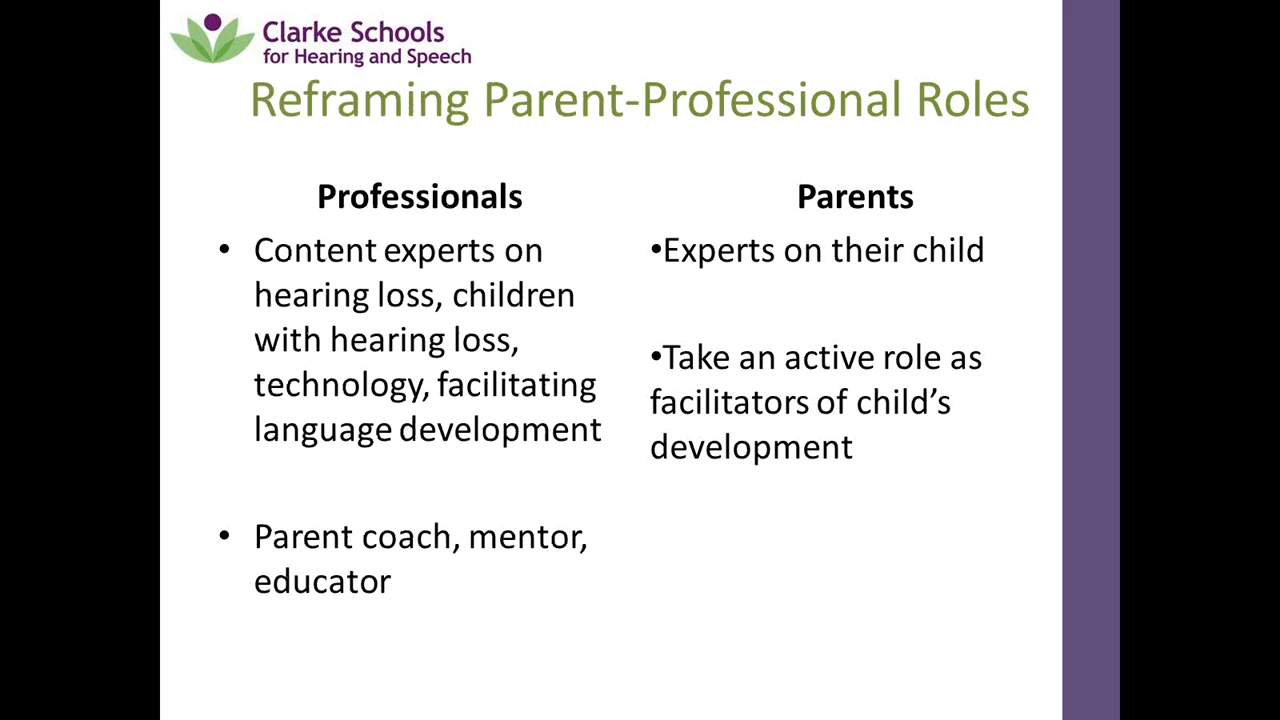 Clarke Schools
for Hearing and Speech
Reframing Parent-Professional Roles
Professionals
• Content experts on
hearing loss, children
with hearing loss,
technology, facilitating
language development
• Parent coach, mentor,
educator
Parents
•Experts on their child
•Take an active role as
facilitators of child’s
development